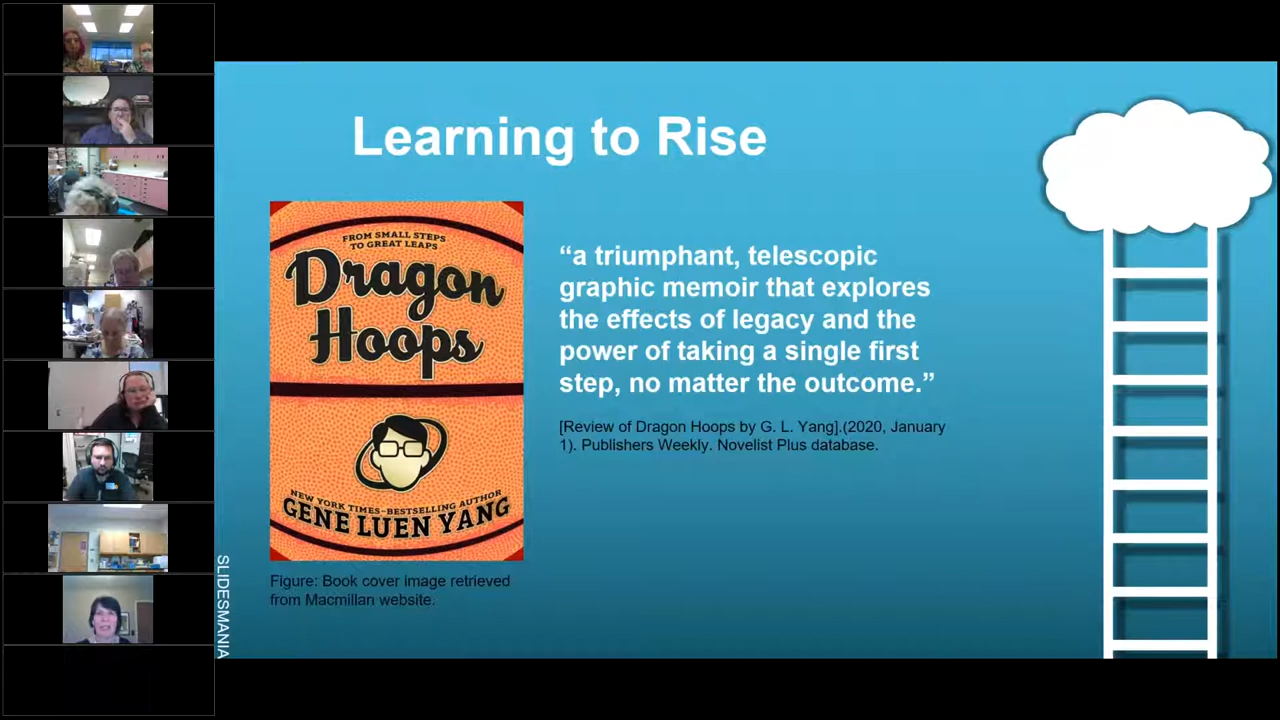 Learning to Rise
FROM SMALL STEPS
TO GREAT LEAPS
Dragon
Hoops
NEW YORK TIMES–BESTSELLING AUTHOR
GENE LUEN YANG
“a triumphant, telescopic
graphic memoir that explores
the effects of legacy and the
power of taking a single first
step, no matter the outcome.”
[Review of Dragon Hoops by G. L. Yang].(2020, January
1). Publishers Weekly. Novelist Plus database.
Figure: Book cover image retrieved
from Macmillan website.
SLIDESMANIA